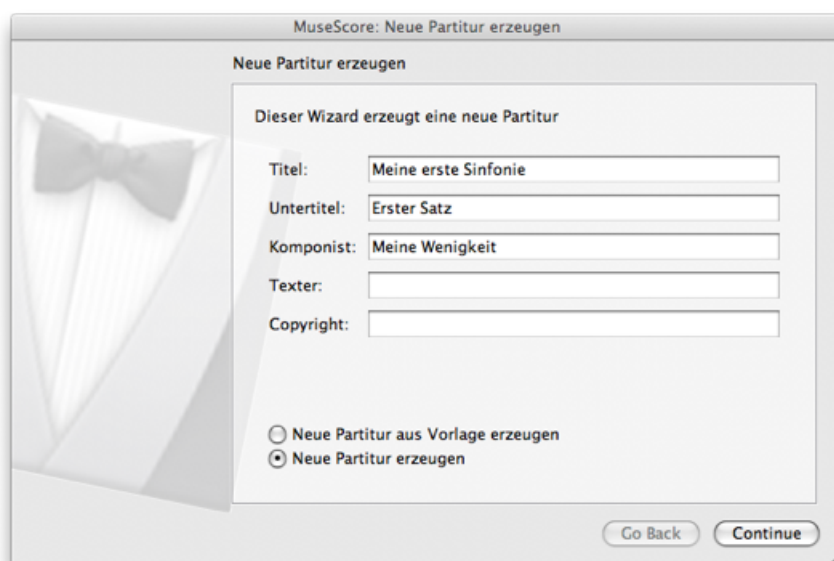 MuseScore: Neue Partitur erzeugen
Neue Partitur erzeugen
Dieser Wizard erzeugt eine neue Partitur
Titel: Meine erste Sinfonie
Untertitel: Erster Satz
Komponist: Meine Wenigkeit
Texter:
Copyright:
Neue Partitur aus Vorlage erzeugen
Neue Partitur erzeugen
Go Back Continue